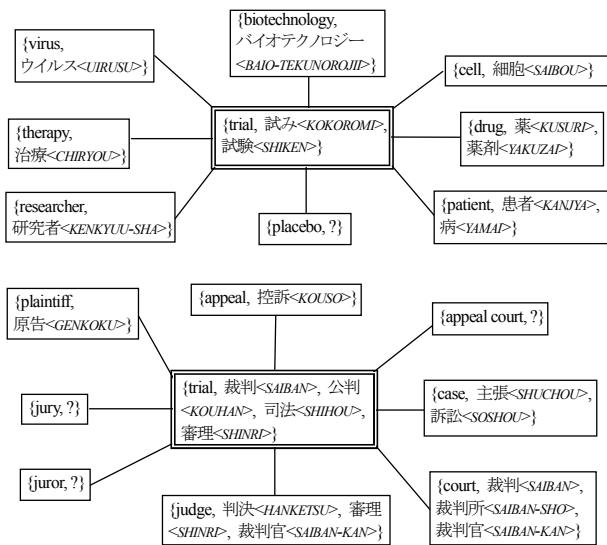 {virus,
ウイルス<UIRUSU>}
{biotechnology,
バイオテクノロジー
<BAIO-TEKUNOROJII>}
{cell, 細胞<SAIBOU>}
{therapy,
治療<CHIRYOU>}
{trial, 試み<KOKOROMI>,
試験<SHIKEN>}
{drug, 薬<KUSURI>,
薬剤<YAKUZAI>}
{researcher,
研究者<KENKYUU-SHA>}
{placebo, ?}
{patient, 患者<KANJYA>,
病<YAMAI>}
{plaintiff,
原告<GENKOKU>}
{appeal, 控訴<KOUSO>}
{appeal court, ?}
{jury, ?}
{trial, 裁判<SAIBAN>, 公判
<KOUHAN>, 司法<SHIHOU>,
審理<SHINRI>}
{case, 主張<SHUCHOU>,
訴訟<SOSHOU>}
{juror, ?}
{judge, 判決<HANKETSU>, 審理
<SHINRI>, 裁判官<SAIBAN-KAN>}
{court, 裁判<SAIBAN>,
裁判所<SAIBAN-SHO>,
裁判官<SAIBAN-KAN>}